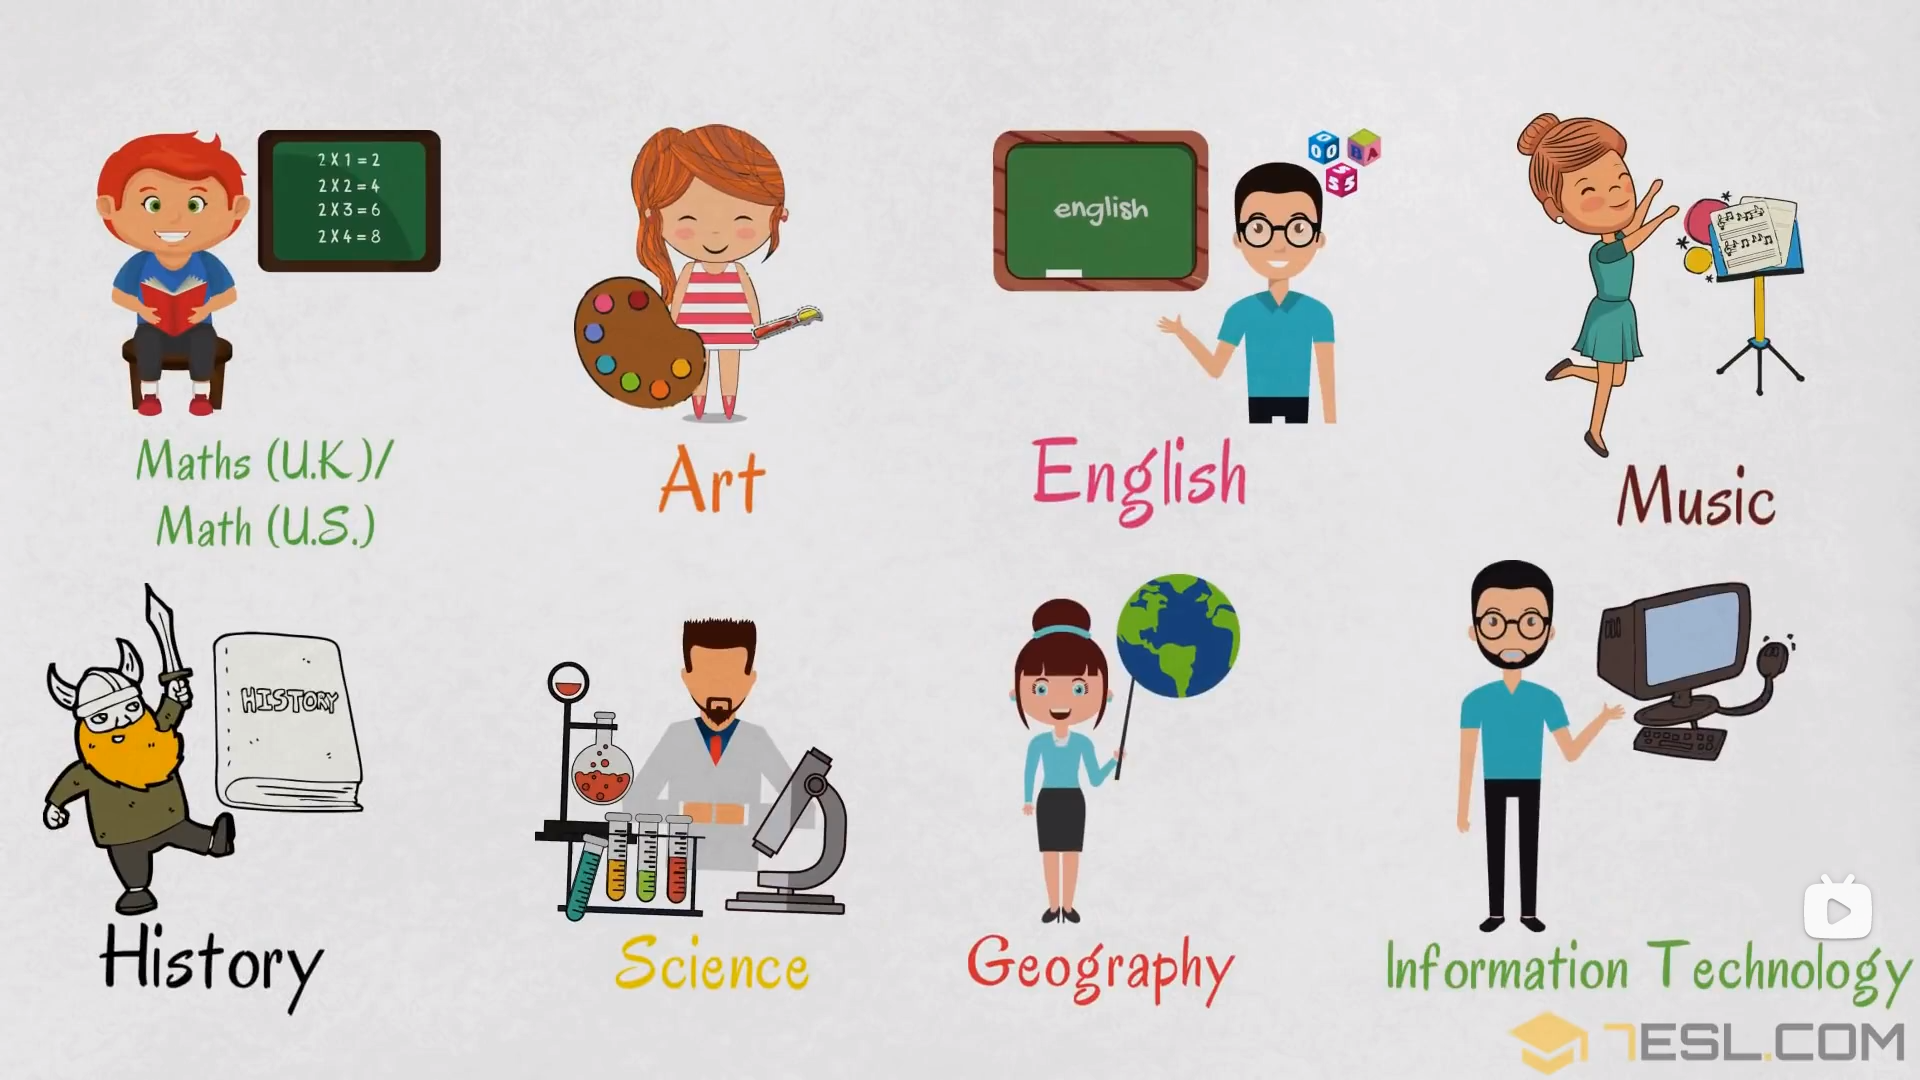 2 X 1 = 2
2 X 2 = 4
2 X 3 = 6
2 X 4 = 8
english
Maths (U.K.)/
Math (U.S.)
Art
English
Music
HISTORY
History
Science
Geography
Information Technology
7ESL.COM